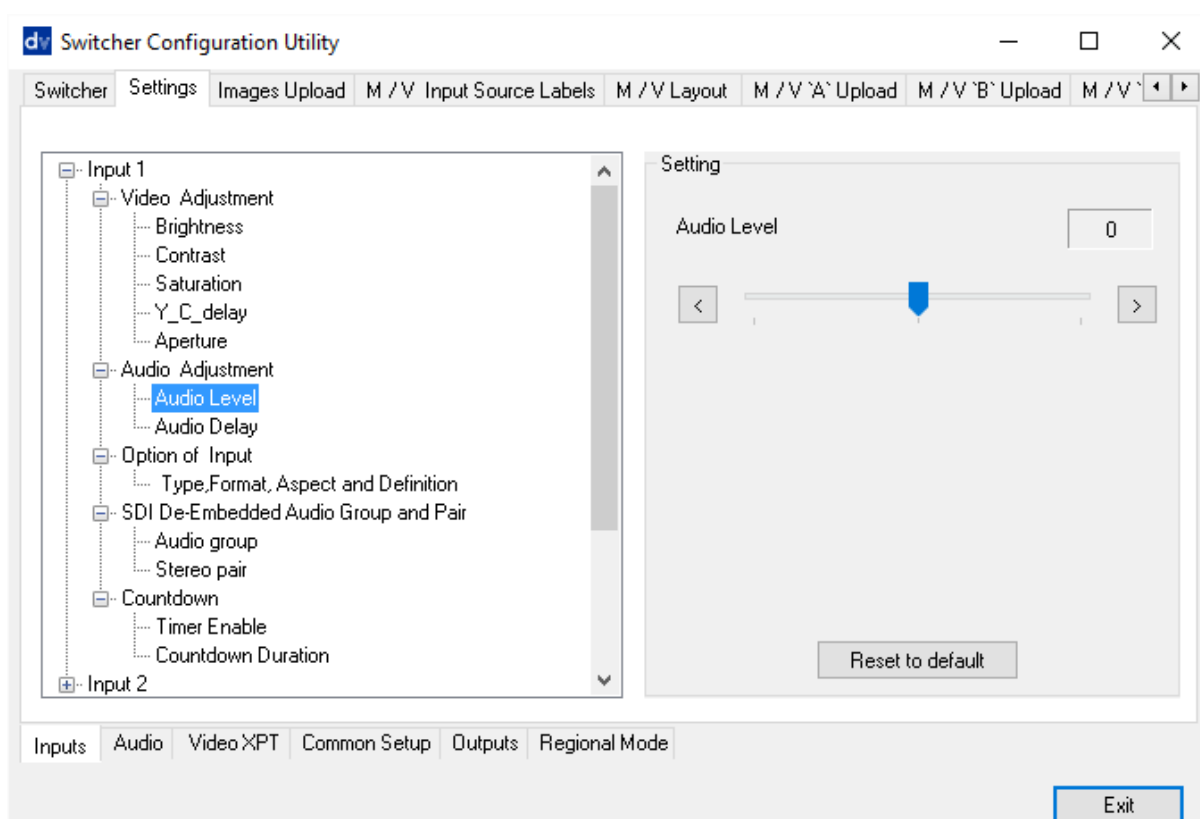 dv Switcher Configuration Utility
Switcher Settings Images Upload M / V Input Source Labels M / V Layout M / V `A` Upload M / V `B` Upload M / V `
Input 1
Setting
Video Adjustment
Brightness
Audio Level 0
Contrast
Saturation
Y_C_delay
< >
Aperture
Audio Adjustment
Audio Level
Audio Delay
Option of Input
Type,Format, Aspect and Definition
SDI De-Embedded Audio Group and Pair
Audio group
Stereo pair
Countdown
Timer Enable
Countdown Duration
Reset to default
Input 2
Inputs Audio Video XPT Common Setup Outputs Regional Mode
Exit